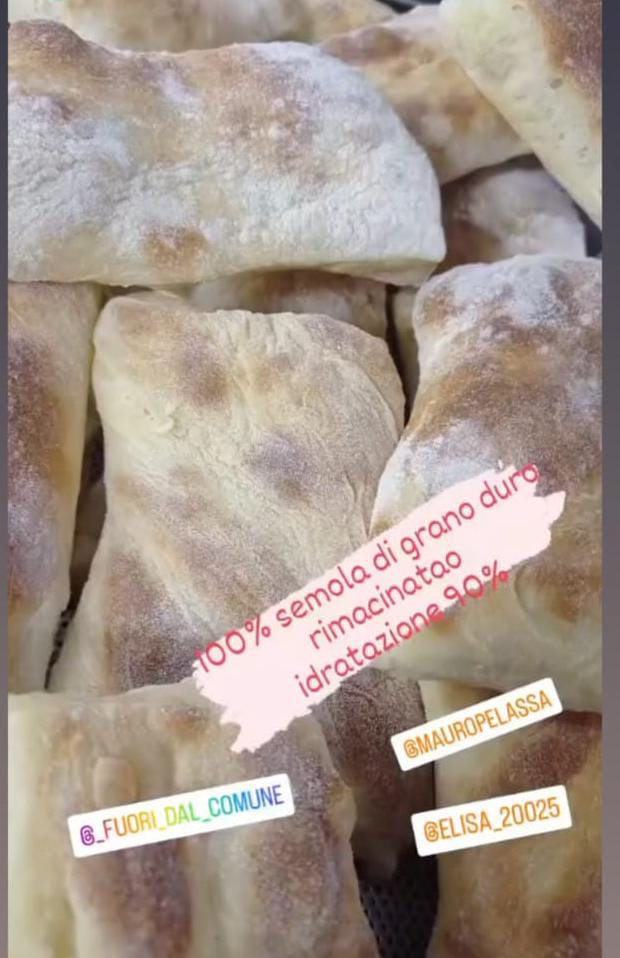 100% semola di grano duro
rimacinatao
idratazione 90%
@MAUROPELASSA
@_FUORI_DAL_COMUNE
@ELISA_20025